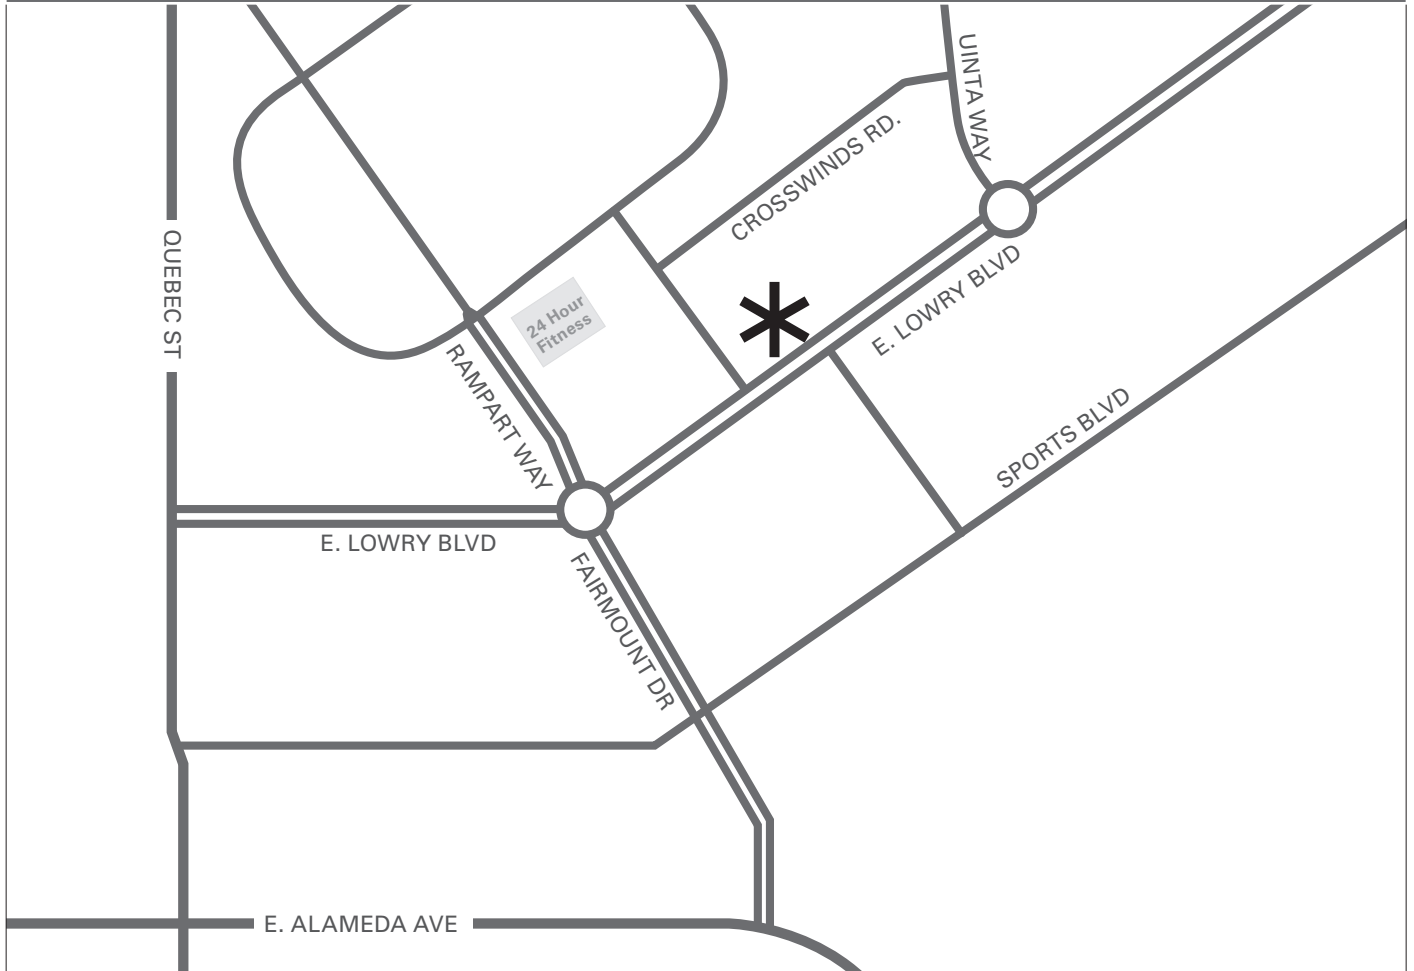 UINTA WAY
CROSSWINDS RD.
QUEBEC ST
E. LOWRY BLVD
24 Hour
Fitness
RAMPART WAY
SPORTS BLVD
E. LOWRY BLVD
FAIRMOUNT DR
E. ALAMEDA AVE